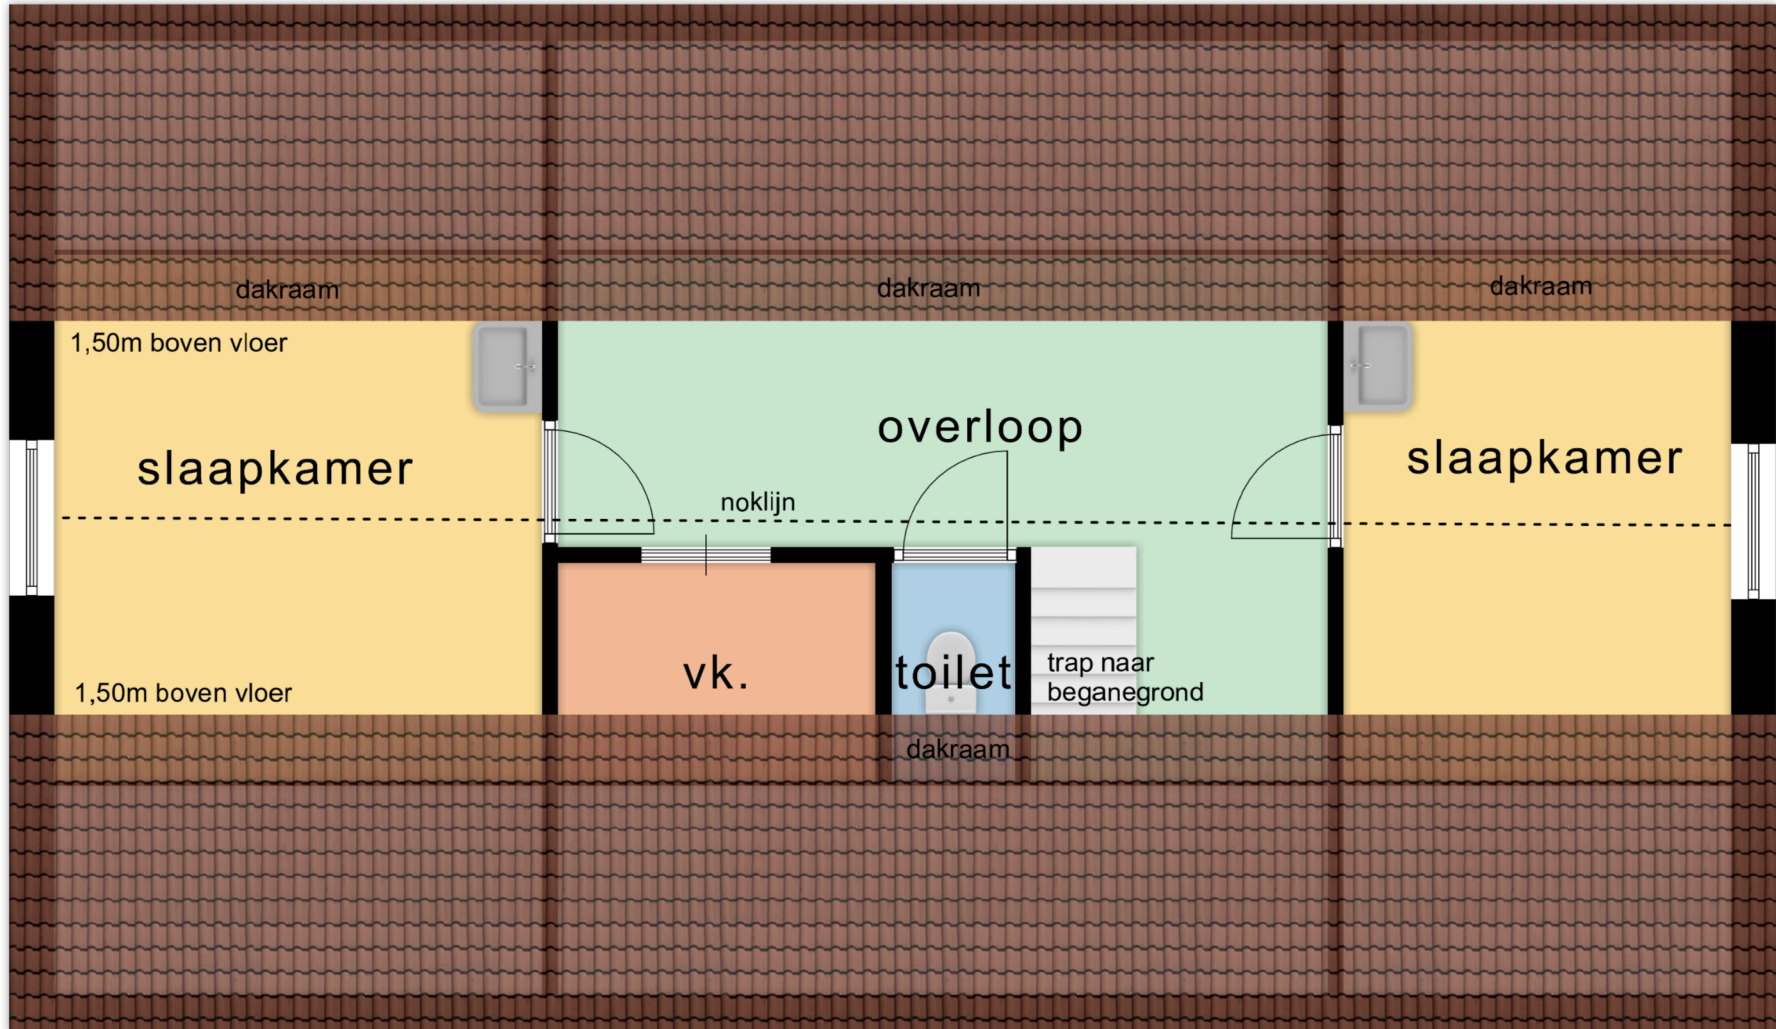 dakraam
dakraam
dakraam
1,50m boven vloer
overloop
slaapkamer
slaapkamer
noklijn
vk.
toilet
trap naar
beganegrond
1,50m boven vloer
dakraam